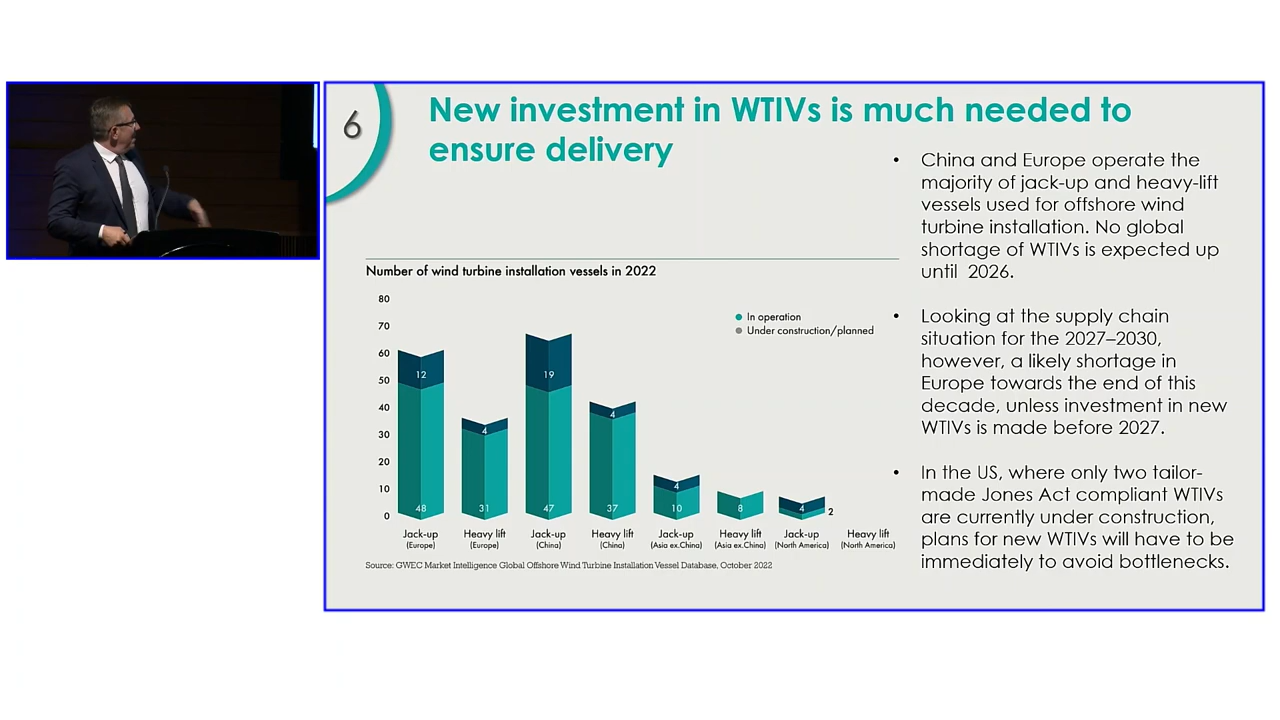 6
New investment in WTIVs is much needed to
ensure delivery
Number of wind turbine installation vessels in 2022
80
70
60
50
40
30
20
10
0
In operation
Under construction/planned
12
48
4
31
19
47
4
37
4
10
8
4
2
Jack-up
(Europe)
Heavy lift
(Europe)
Jack-up
(China)
Heavy lift
(China)
Jack-up
(Asia ex.China)
Heavy lift
(Asia ex.China)
Jack-up
(North America)
Heavy lift
(North America)
Source: GWEC Market Intelligence Global Offshore Wind Turbine Installation Vessel Database, October 2022
• China and Europe operate the
majority of jack-up and heavy-lift
vessels used for offshore wind
turbine installation. No global
shortage of WTIVs is expected up
until 2026.
• Looking at the supply chain
situation for the 2027–2030,
however, a likely shortage in
Europe towards the end of this
decade, unless investment in new
WTIVs is made before 2027.
• In the US, where only two tailor-
made Jones Act compliant WTIVs
are currently under construction,
plans for new WTIVs will have to be
immediately to avoid bottlenecks.